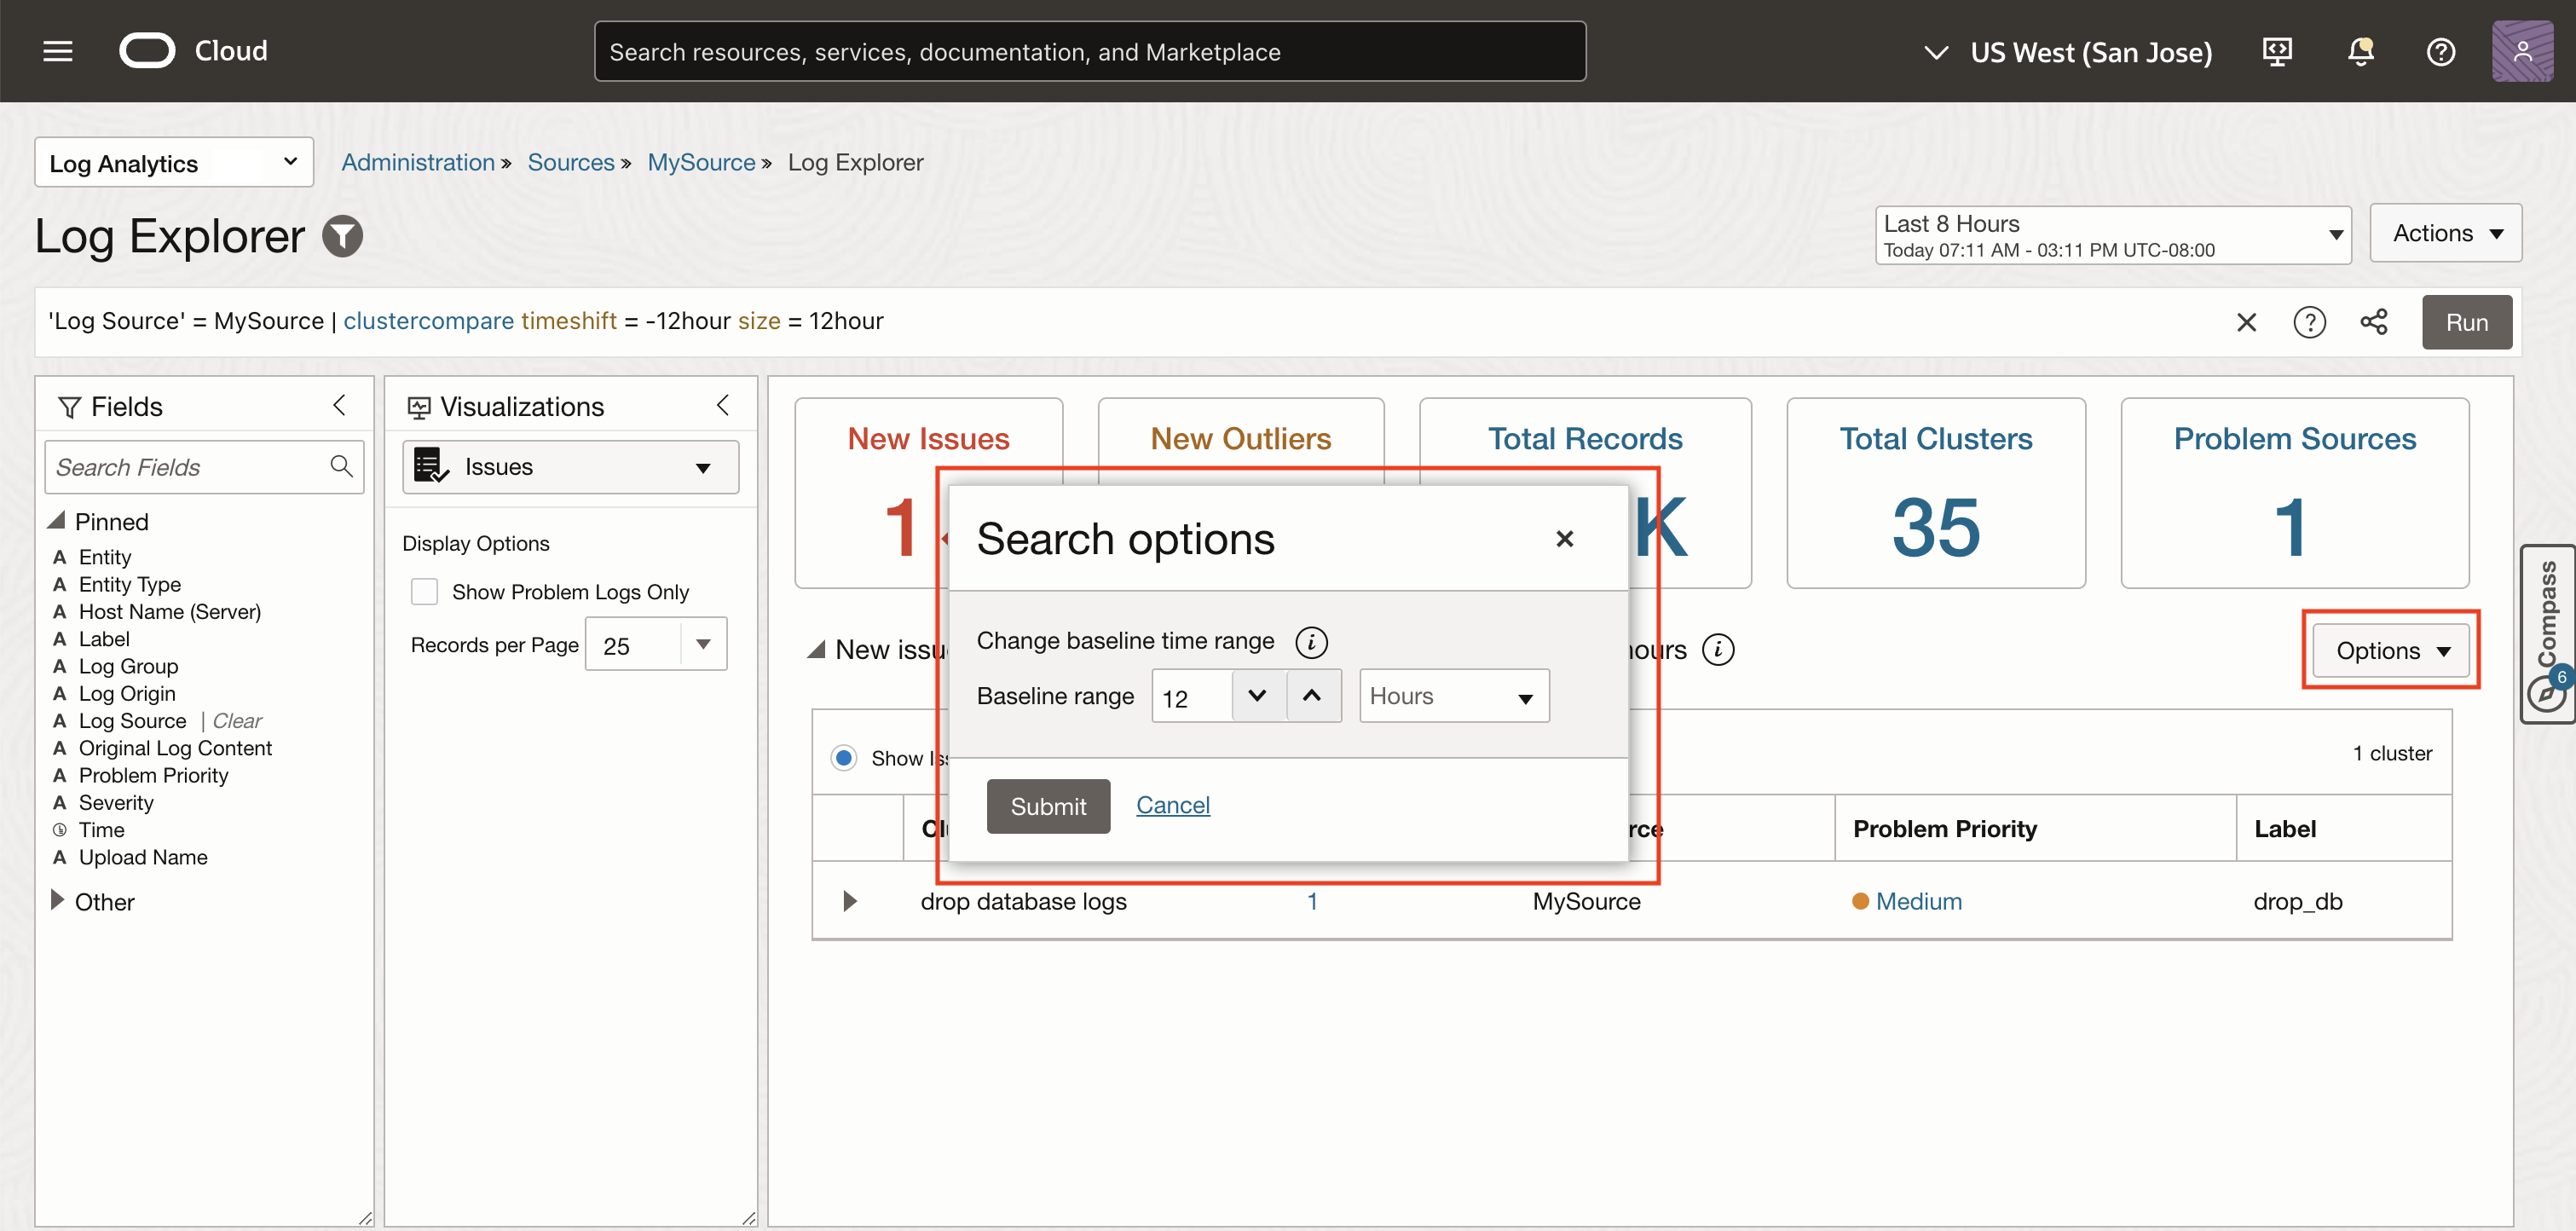 Cloud
Search resources, services, documentation, and Marketplace
US West (San Jose)
Log Analytics
Administration » Sources » MySource » Log Explorer
Log Explorer
Last 8 Hours
Today 07:11 AM - 03:11 PM UTC-08:00
Actions
'Log Source' = MySource | clustercompare timeshift = -12hour size = 12hour
Run
Fields
Search Fields
Pinned
A Entity
A Entity Type
A Host Name (Server)
A Label
A Log Group
A Log Origin
A Log Source | Clear
A Original Log Content
A Problem Priority
A Severity
Time
A Upload Name
Other
Visualizations
Issues
Display Options
Show Problem Logs Only
Records per Page 25
New Issues
1
New Outliers
Total Records
K
Total Clusters
35
Problem Sources
1
Search options
Change baseline time range
Baseline range 12 Hours
Submit Cancel
New issu
ours
Options
Show Iss
1 cluster
Clu
rce
Problem Priority
Label
drop database logs 1 MySource Medium drop_db
Compass
6